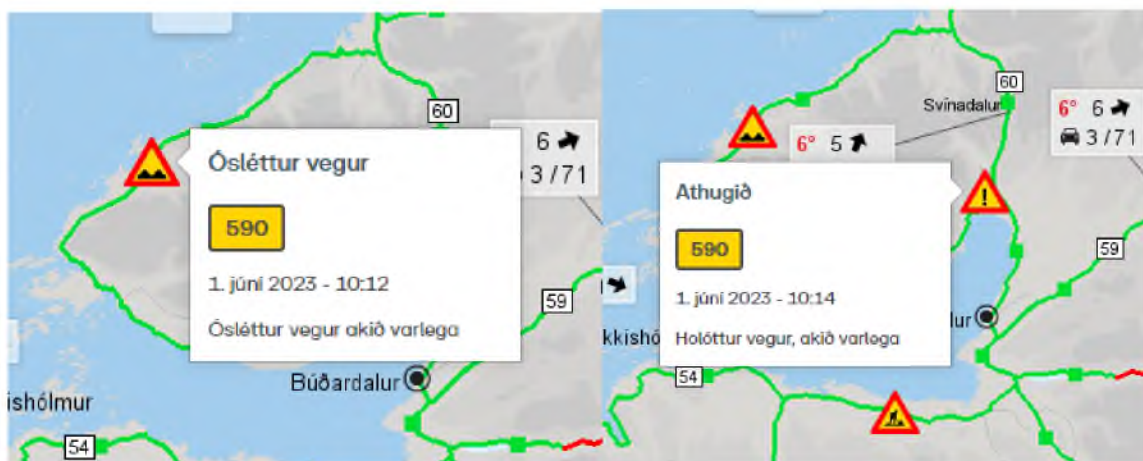 60
6
3 / 71
Ósléttur vegur
590
1. júní 2023 - 10:12
Ósléttur vegur akið varlega
59
Búðardalur
ishólmur
54
60
Svínadalur
6° 6
3 / 71
6° 5
Athugið
590
1. júní 2023 - 10:14
Holóttur vegur, akið varlega
59
kkishó
lur
54